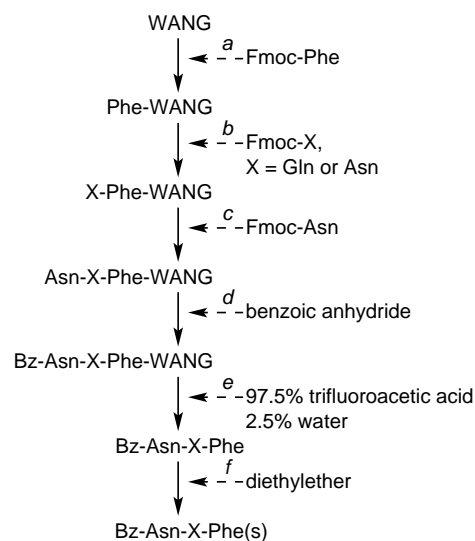 WANG
a
Fmoc-Phe
Phe-WANG
b
Fmoc-X,
X = Gln or Asn
X-Phe-WANG
c
Fmoc-Asn
Asn-X-Phe-WANG
d
benzoic anhydride
Bz-Asn-X-Phe-WANG
e
97.5% trifluoroacetic acid
2.5% water
Bz-Asn-X-Phe
f
diethylether
Bz-Asn-X-Phe(s)